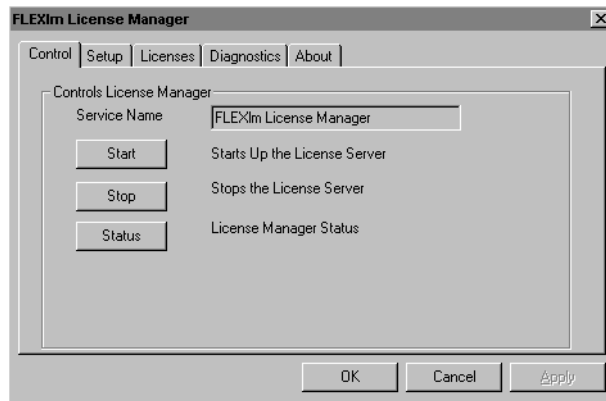 FLEXlm License Manager
Control Setup Licenses Diagnostics About
Controls License Manager
Service Name FLEXlm License Manager
Start Starts Up the License Server
Stop Stops the License Server
Status License Manager Status
OK Cancel Apply